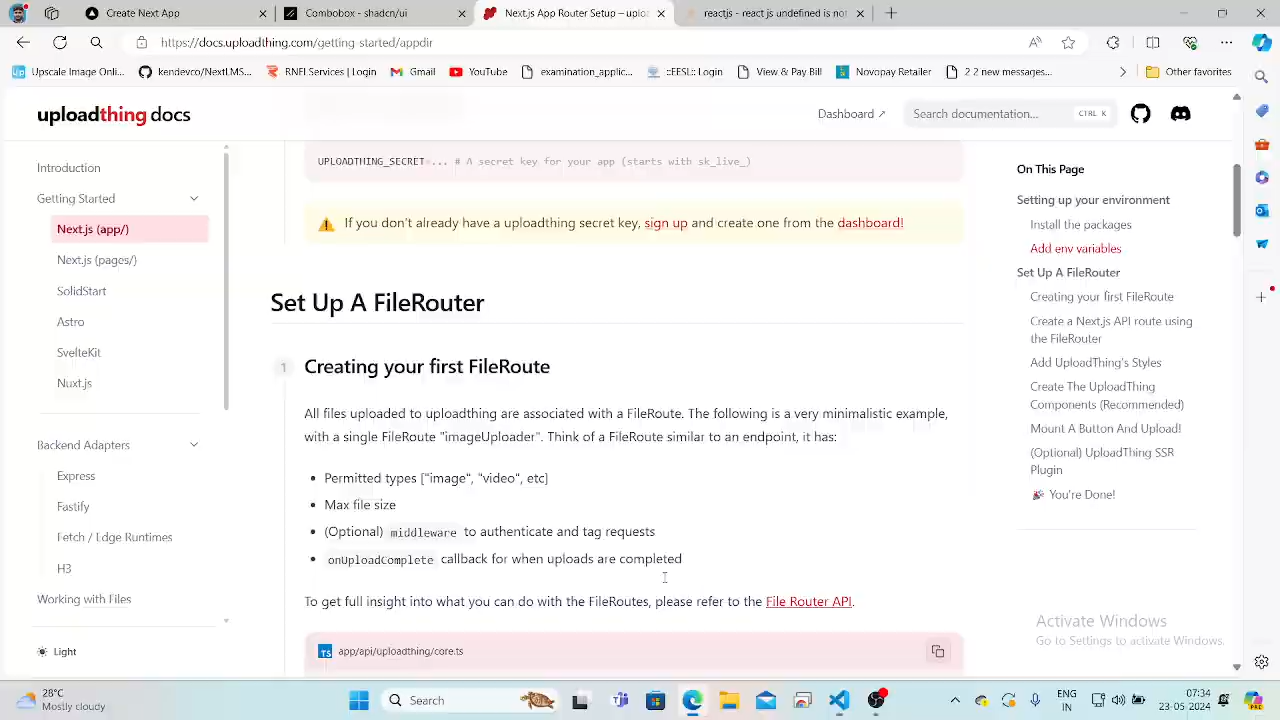 Create Next App
Combobox - shadcn/ui
Next.js App Router Setup – uploa
reactjs - react.js undefined is not
https://docs.uploadthing.com/getting-started/appdir
Upscale Image Onl...
kendev10/NextLMS...
RNFI Services | Login
Gmail
YouTube
examination_applic...
::EESL:: Login
View & Pay Bill
Novopay Retailer
2 2 new messages...
Other favorites
uploadthing docs
Dashboard ↗
Search documentation...
CTRL K
Introduction
Getting Started
Next.js (app/)
Next.js (pages/)
SolidStart
Astro
SvelteKit
Nuxt.js
Backend Adapters
Express
Fastify
Fetch / Edge Runtimes
H3
Working with Files
Light
UPLOADTHING_SECRET=... # A secret key for your app (starts with sk_live_)
If you don't already have a uploadthing secret key, sign up and create one from the dashboard!
Set Up A FileRouter
1 Creating your first FileRoute
All files uploaded to uploadthing are associated with a FileRoute. The following is a very minimalistic example,
with a single FileRoute "imageUploader". Think of a FileRoute similar to an endpoint, it has:
• Permitted types ["image", "video", etc]
• Max file size
• (Optional) middleware to authenticate and tag requests
• onUploadComplete callback for when uploads are completed
To get full insight into what you can do with the FileRoutes, please refer to the File Router API.
TS app/api/uploadthing/core.ts
On This Page
Setting up your environment
Install the packages
Add env variables
Set Up A FileRouter
Creating your first FileRoute
Create a Next.js API route using
the FileRouter
Add UploadThing's Styles
Create The UploadThing
Components (Recommended)
Mount A Button And Upload!
(Optional) UploadThing SSR
Plugin
You're Done!
Activate Windows
Go to Settings to activate Windows.
28°C
Mostly cloudy
Search
ENG
IN
07:34
23-05-2024